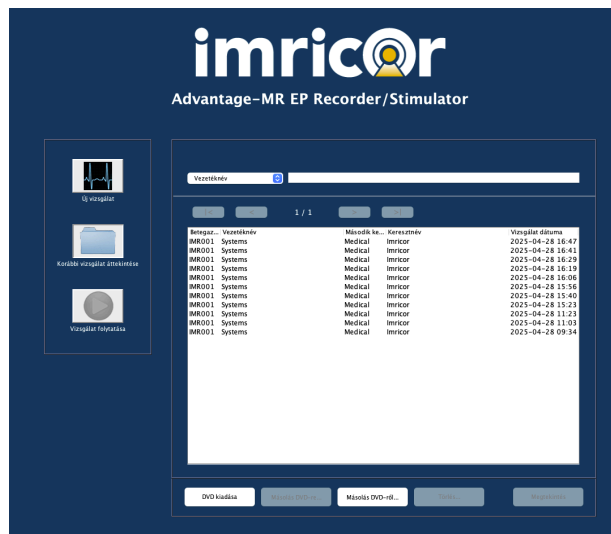 imricor
Advantage-MR EP Recorder/Stimulator
Új vizsgálat
Korábbi vizsgálat áttekintése
Vizsgálat folytatása
Vezetéknév
|< < 1 / 1 > >|
Betegaz... Vezetéknév Második ke... Keresztnév Vizsgálat dátuma
IMR001 Systems Medical Imricor 2025-04-28 16:47
IMR001 Systems Medical Imricor 2025-04-28 16:41
IMR001 Systems Medical Imricor 2025-04-28 16:29
IMR001 Systems Medical Imricor 2025-04-28 16:19
IMR001 Systems Medical Imricor 2025-04-28 16:06
IMR001 Systems Medical Imricor 2025-04-28 15:56
IMR001 Systems Medical Imricor 2025-04-28 15:40
IMR001 Systems Medical Imricor 2025-04-28 15:23
IMR001 Systems Medical Imricor 2025-04-28 11:23
IMR001 Systems Medical Imricor 2025-04-28 11:03
IMR001 Systems Medical Imricor 2025-04-28 09:34
DVD kiadása Másolás DVD-re... Másolás DVD-ről... Törlés... Megtekintés